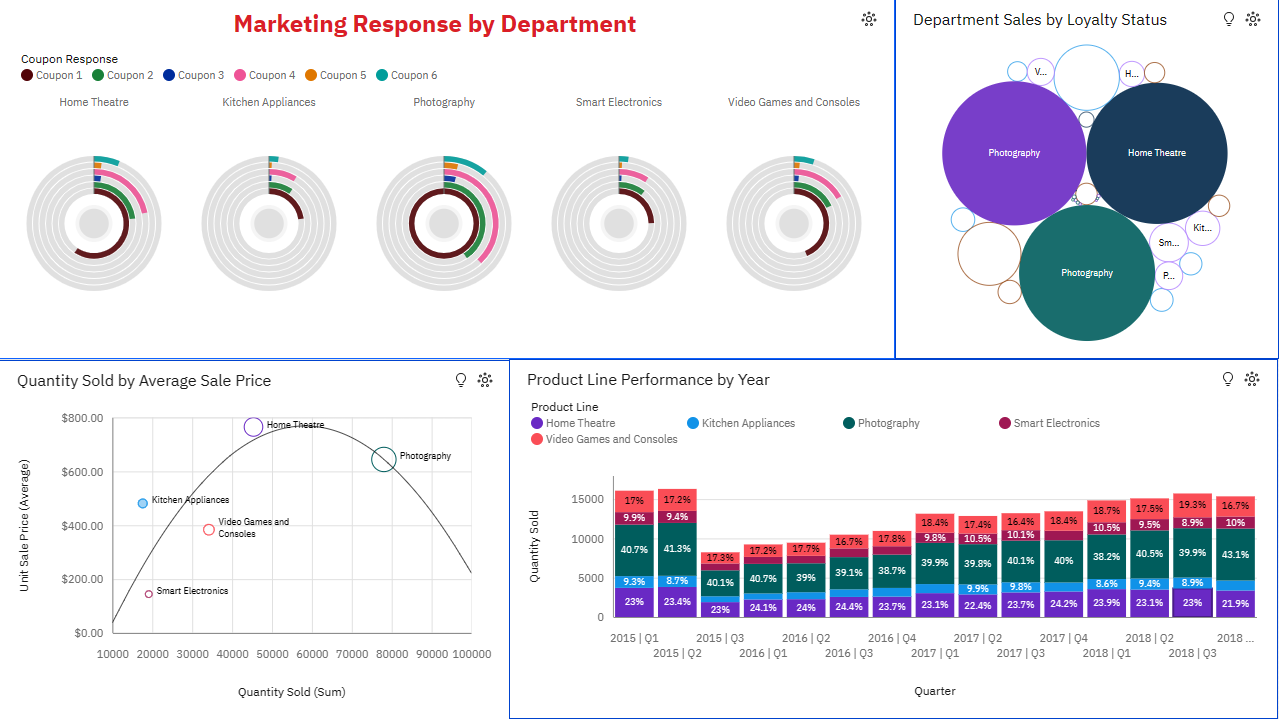 Marketing Response by Department
Coupon Response
Coupon 1 Coupon 2 Coupon 3 Coupon 4 Coupon 5 Coupon 6
Home Theatre Kitchen Appliances Photography Smart Electronics Video Games and Consoles
Department Sales by Loyalty Status
V... H...
Photography Home Theatre
Kit...
Sm...
Photography P...
Quantity Sold by Average Sale Price
Unit Sale Price (Average)
$800.00
$600.00
$400.00
$200.00
$0.00
Home Theatre
Photography
Kitchen Appliances
Video Games and
Consoles
Smart Electronics
10000 20000 30000 40000 50000 60000 70000 80000 90000 100000
Quantity Sold (Sum)
Product Line Performance by Year
Product Line
Home Theatre Kitchen Appliances Photography Smart Electronics
Video Games and Consoles
Quantity Sold
15000
10000
5000
0
17% 9.9% 40.7% 9.3% 23%
17.2% 9.4% 41.3% 8.7% 23.4%
17.3% 40.1% 23%
17.2% 40.7% 24.1%
17.7% 39% 24%
16.7% 39.1% 24.4%
17.8% 38.7% 23.7%
18.4% 9.8% 39.9% 23.1%
17.4% 10.5% 39.8% 9.9% 22.4%
16.4% 10.1% 40.1% 9.8% 23.7%
18.4% 40% 24.2%
18.7% 10.5% 38.2% 8.6% 23.9%
17.5% 9.5% 40.5% 9.4% 23.1%
19.3% 8.9% 39.9% 8.9% 23%
16.7% 10% 43.1% 21.9%
2015 | Q1 2015 | Q3 2016 | Q2 2016 | Q4 2017 | Q2 2017 | Q4 2018 | Q2 2018 ...
2015 | Q2 2016 | Q1 2016 | Q3 2017 | Q1 2017 | Q3 2018 | Q1 2018 | Q3
Quarter